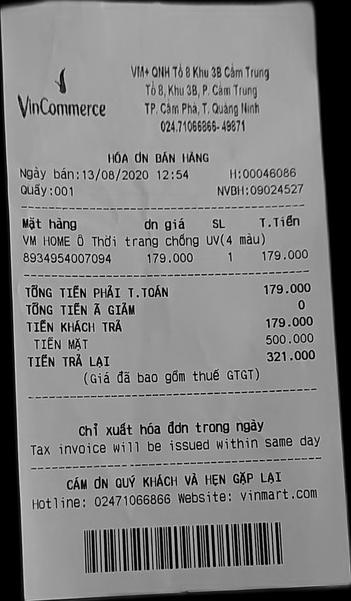 VinCommerce
VM+ QNH Tổ 8 Khu 3B Cẩm Trung
Tổ 8, Khu 3B, P. Cẩm Trung
TP. Cẩm Phả, T. Quảng Ninh
024.71066866-49871
HÓA ĐN BÁN HÀNG
Ngày bán:13/08/2020 12:54 H:00046086
Quầy:001 NVBH:09024527
Mặt hàng đn giá SL T.Tiền
VM HOME Ô Thời trang chống UV(4 màu)
8934954007094 179.000 1 179.000
TỔNG TIỀN PHẢI T.TOÁN 179.000
TỔNG TIỀN Ã GIẢM 0
TIỀN KHÁCH TRẢ 179.000
TIỀN MẶT 500.000
TIỀN TRẢ LẠI 321.000
(Giá đã bao gồm thuế GTGT)
Chỉ xuất hóa đơn trong ngày
Tax invoice will be issued within same day
CÁM ƠN QUÝ KHÁCH VÀ HẸN GẶP LẠI
Hotline: 02471066866 Website: vinmart.com